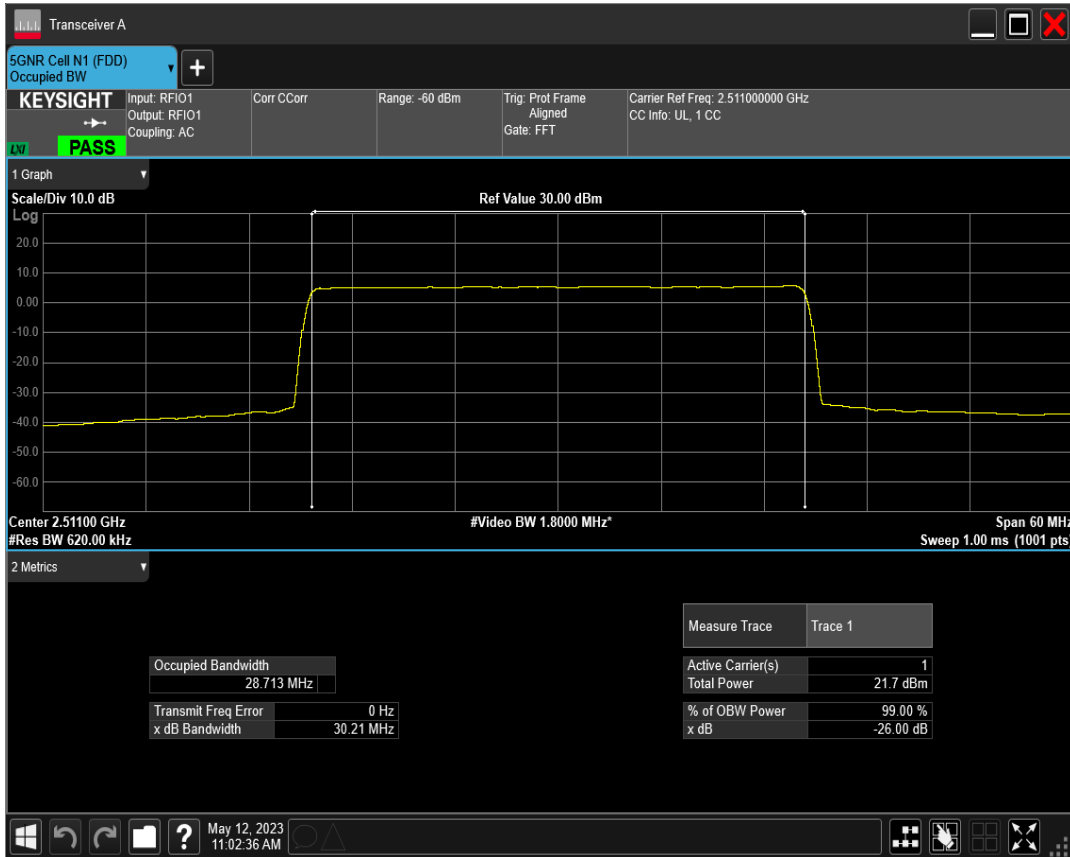 Transceiver A
5GNR Cell N1 (FDD)
Occupied BW
+
KEYSIGHT
LXI
PASS
Input: RFIO1
Output: RFIO1
Coupling: AC
Corr CCorr
Range: -60 dBm
Trig: Prot Frame
Aligned
Gate: FFT
Carrier Ref Freq: 2.511000000 GHz
CC Info: UL, 1 CC
1 Graph
Scale/Div 10.0 dB
Ref Value 30.00 dBm
Log
20.0
10.0
0.00
-10.0
-20.0
-30.0
-40.0
-50.0
-60.0
Center 2.51100 GHz
#Video BW 1.8000 MHz*
Span 60 MHz
#Res BW 620.00 kHz
Sweep 1.00 ms (1001 pts)
2 Metrics
Measure Trace Trace 1
Occupied Bandwidth
28.713 MHz
Active Carrier(s) 1
Total Power 21.7 dBm
Transmit Freq Error 0 Hz
x dB Bandwidth 30.21 MHz
% of OBW Power 99.00 %
x dB -26.00 dB
?
May 12, 2023
11:02:36 AM